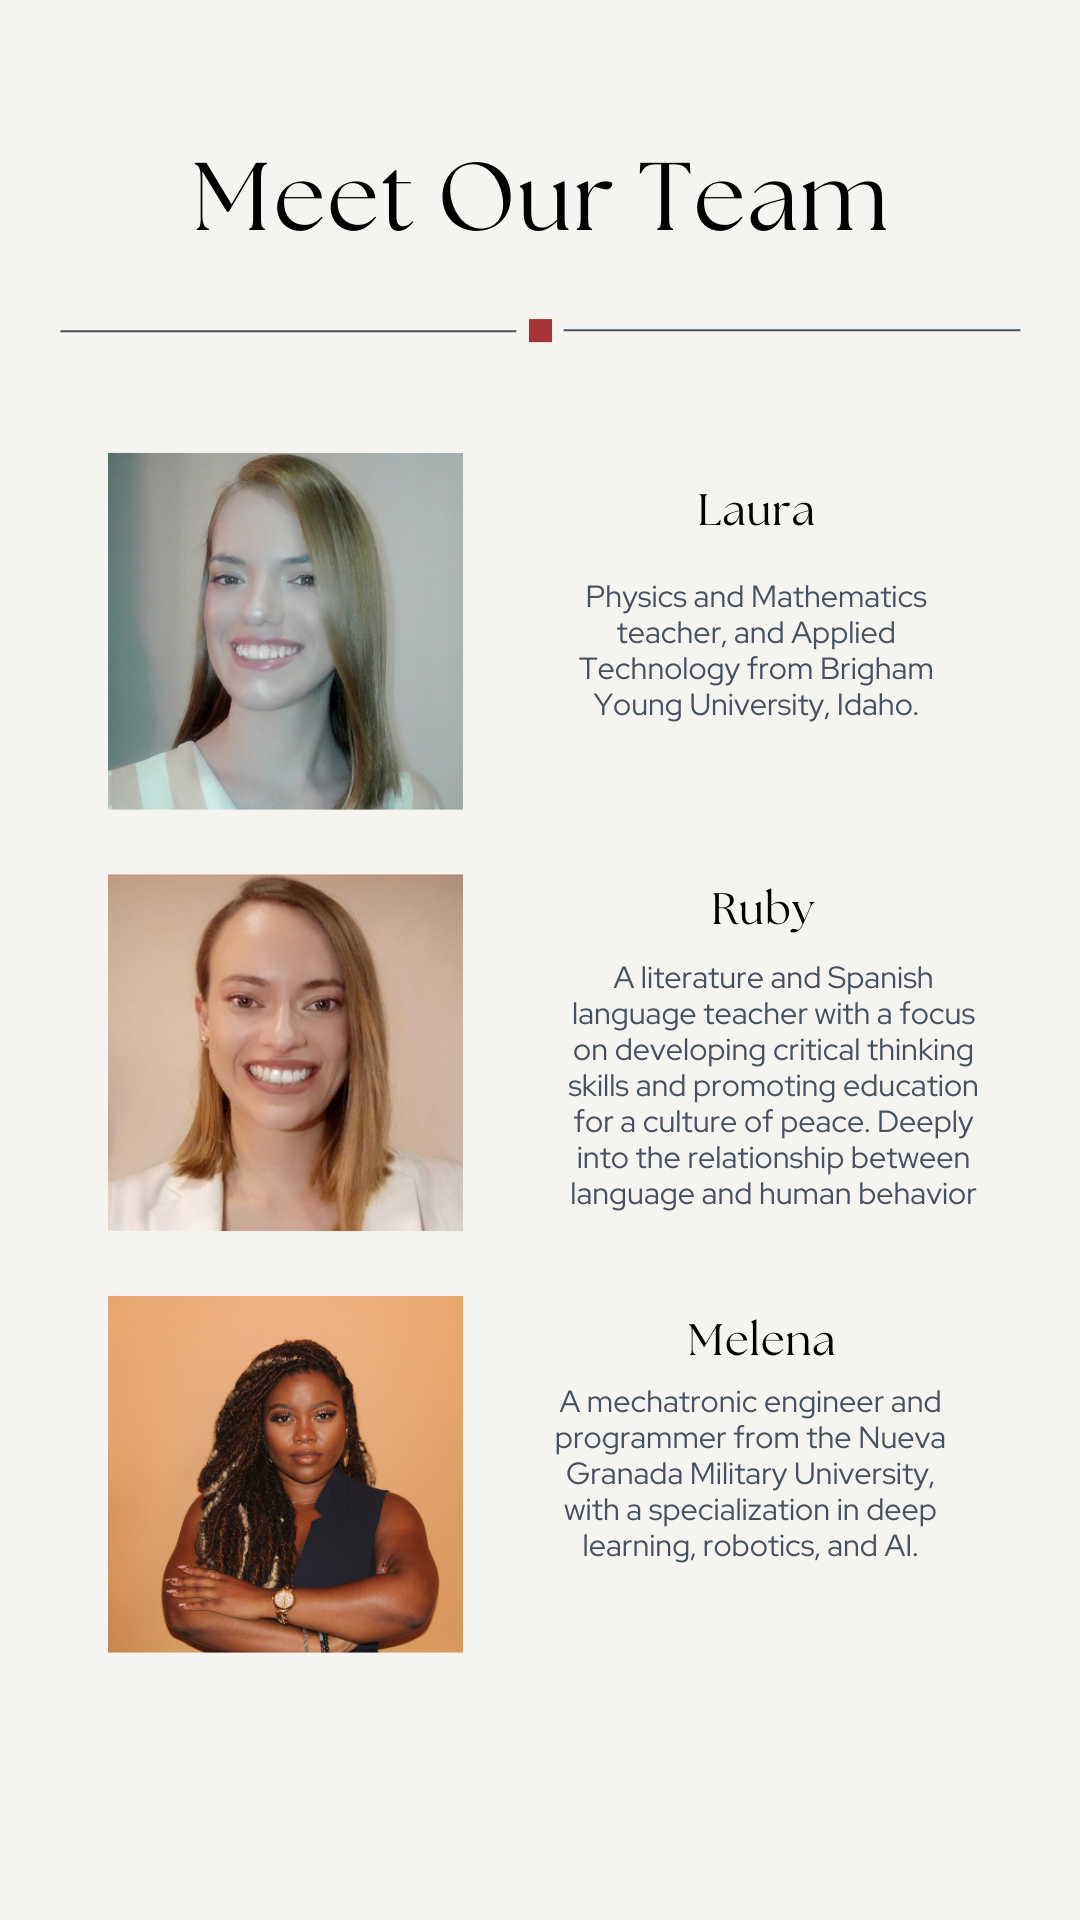 Meet Our Team
Laura
Physics and Mathematics
teacher, and Applied
Technology from Brigham
Young University, Idaho.
Ruby
A literature and Spanish
language teacher with a focus
on developing critical thinking
skills and promoting education
for a culture of peace. Deeply
into the relationship between
language and human behavior
Melena
A mechatronic engineer and
programmer from the Nueva
Granada Military University,
with a specialization in deep
learning, robotics, and AI.